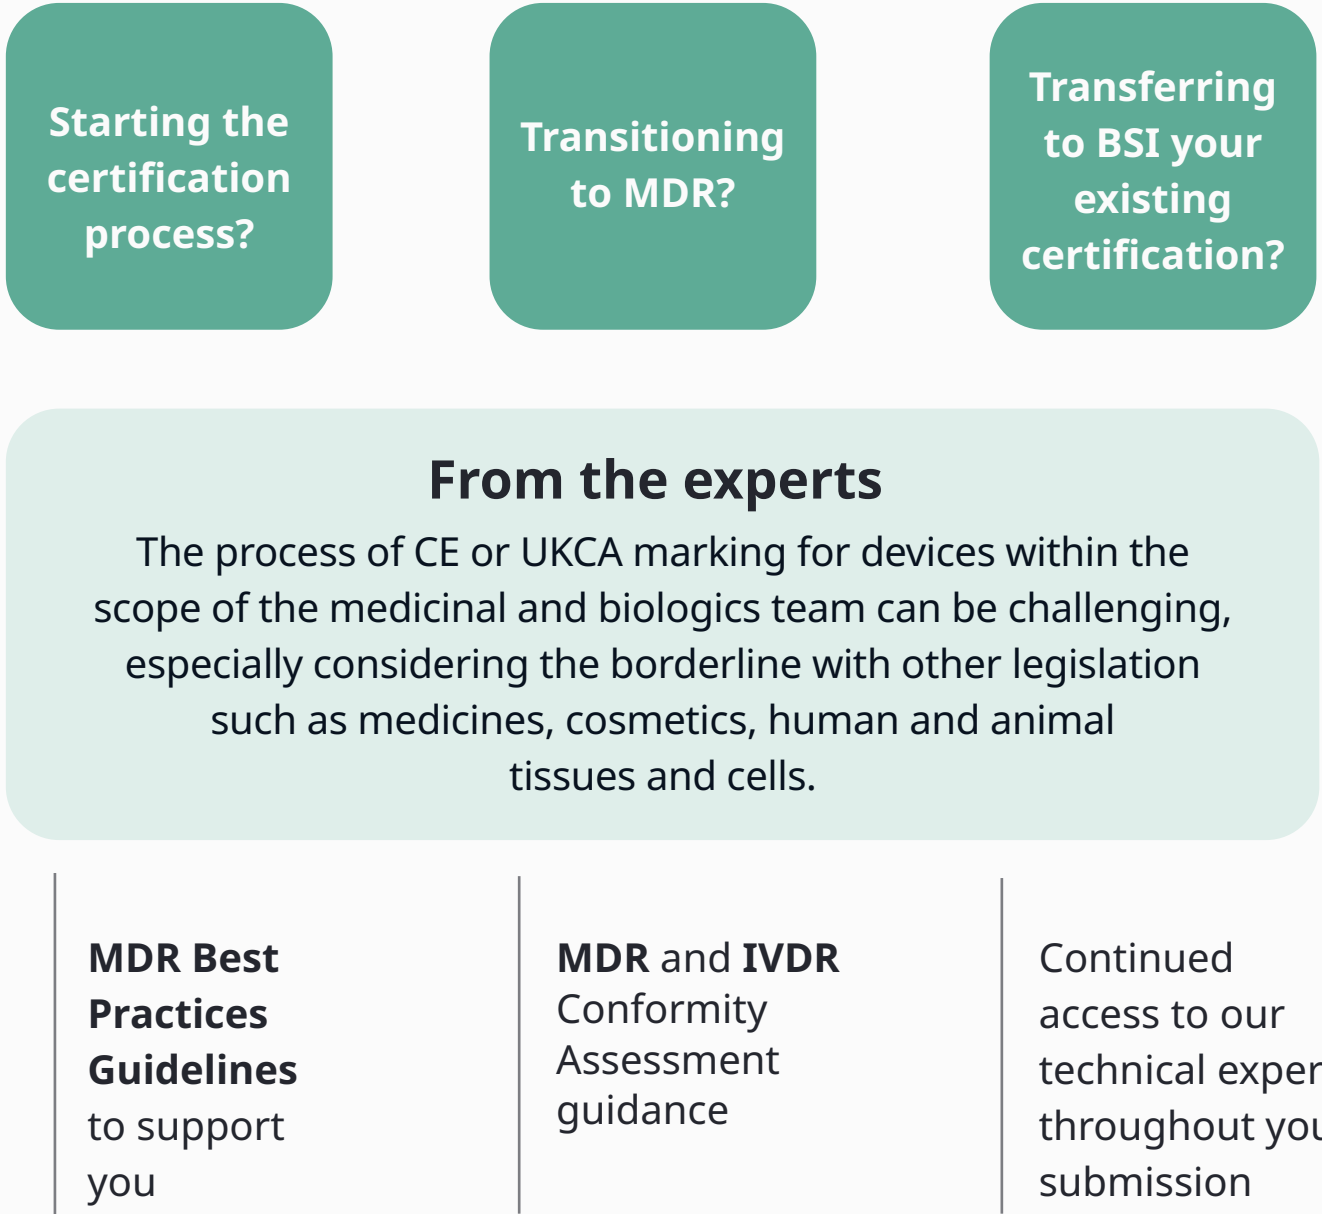 Starting the
certification
process?
Transitioning
to MDR?
Transferring
to BSI your
existing
certification?
From the experts
The process of CE or UKCA marking for devices within the
scope of the medicinal and biologics team can be challenging,
especially considering the borderline with other legislation
such as medicines, cosmetics, human and animal
tissues and cells.
MDR Best
Practices
Guidelines
to support
you
MDR and IVDR
Conformity
Assessment
guidance
Continued
access to our
technical
throughout
submission